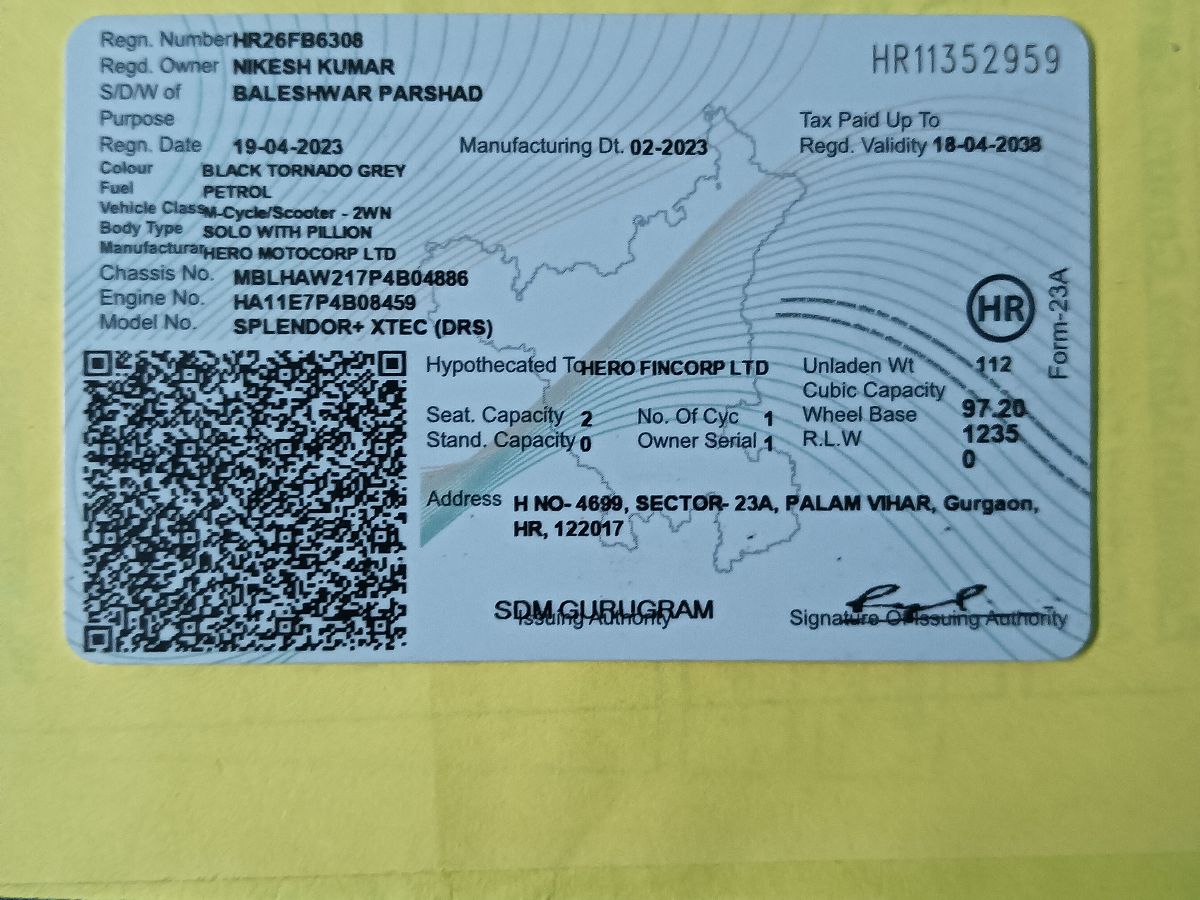 Regn. Number HR26FB6308
HR11352959
Regd. Owner NIKESH KUMAR
S/D/W of BALESHWAR PARSHAD
Purpose
Tax Paid Up To
Regn. Date 19-04-2023 Manufacturing Dt. 02-2023 Regd. Validity 18-04-2038
Colour BLACK TORNADO GREY
Fuel PETROL
Vehicle Class M-Cycle/Scooter - 2WN
Body Type SOLO WITH PILLION
Manufacturar HERO MOTOCORP LTD
Chassis No. MBLHAW217P4B04886
Engine No. HA11E7P4B08459
Model No. SPLENDOR+ XTEC (DRS)
HR
Form-23A
Hypothecated To HERO FINCORP LTD Unladen Wt 112
Cubic Capacity 97.20
Seat. Capacity 2 No. Of Cyc 1 Wheel Base 1235
Stand. Capacity 0 Owner Serial 1 R.L.W 0
Address H NO- 4699, SECTOR- 23A, PALAM VIHAR, Gurgaon,
HR, 122017
SDM GURUGRAM
Issuing Authority Signature Of Issuing Authority